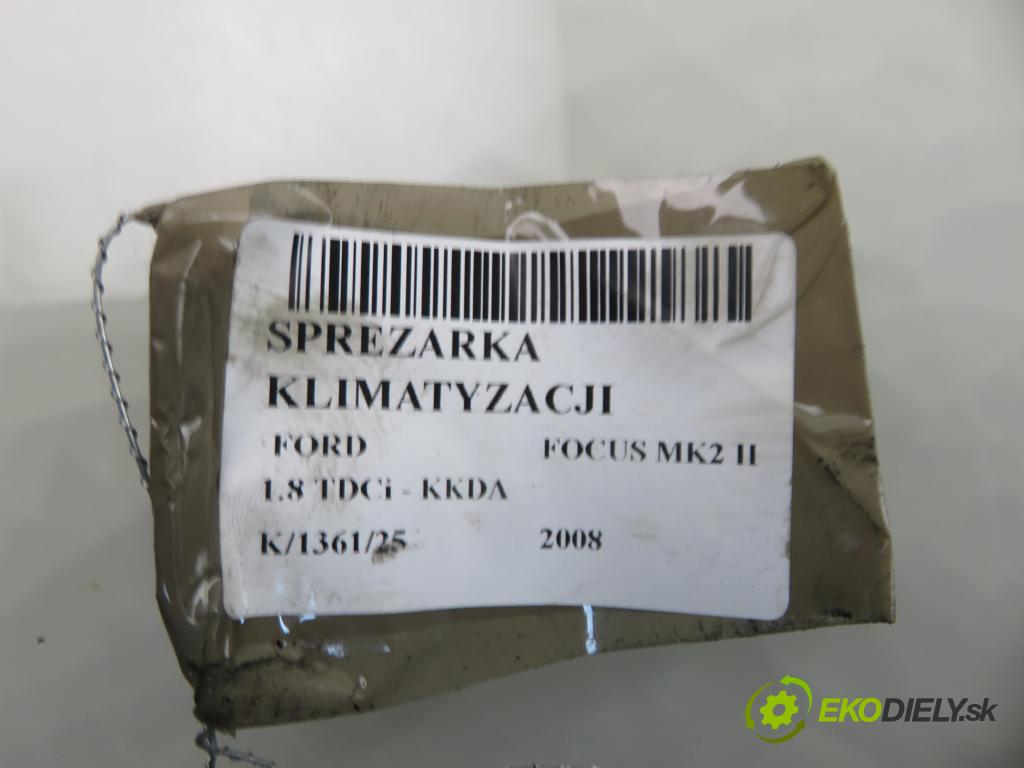 SPREZARKA
KLIMATYZACJI
FORD FOCUS MK2 II
1.8 TDCi - KKDA
K/1361/25 2008
EKODIELY.sk